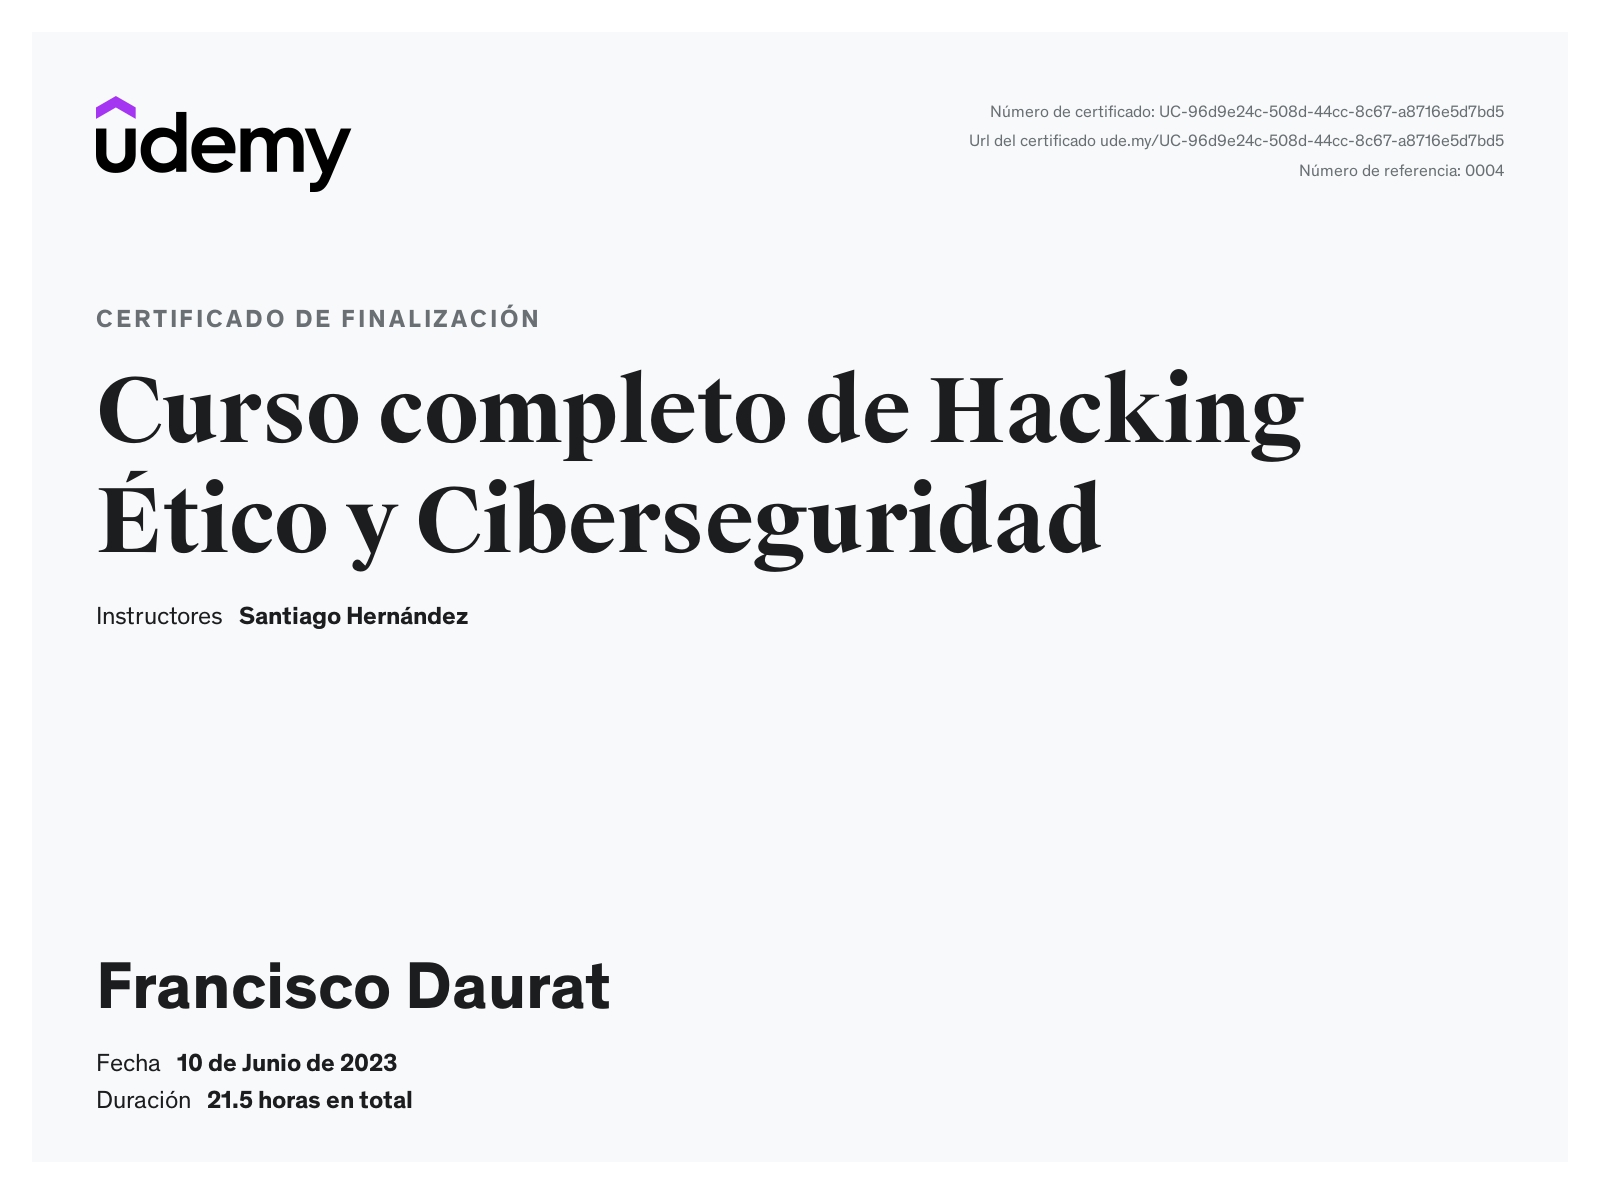 udemy
Número de certificado: UC-96d9e24c-508d-44cc-8c67-a8716e5d7bd5
Url del certificado ude.my/UC-96d9e24c-508d-44cc-8c67-a8716e5d7bd5
Número de referencia: 0004
CERTIFICADO DE FINALIZACIÓN
Curso completo de Hacking
Ético y Ciberseguridad
Instructores Santiago Hernández
Francisco Daurat
Fecha 10 de Junio de 2023
Duración 21.5 horas en total